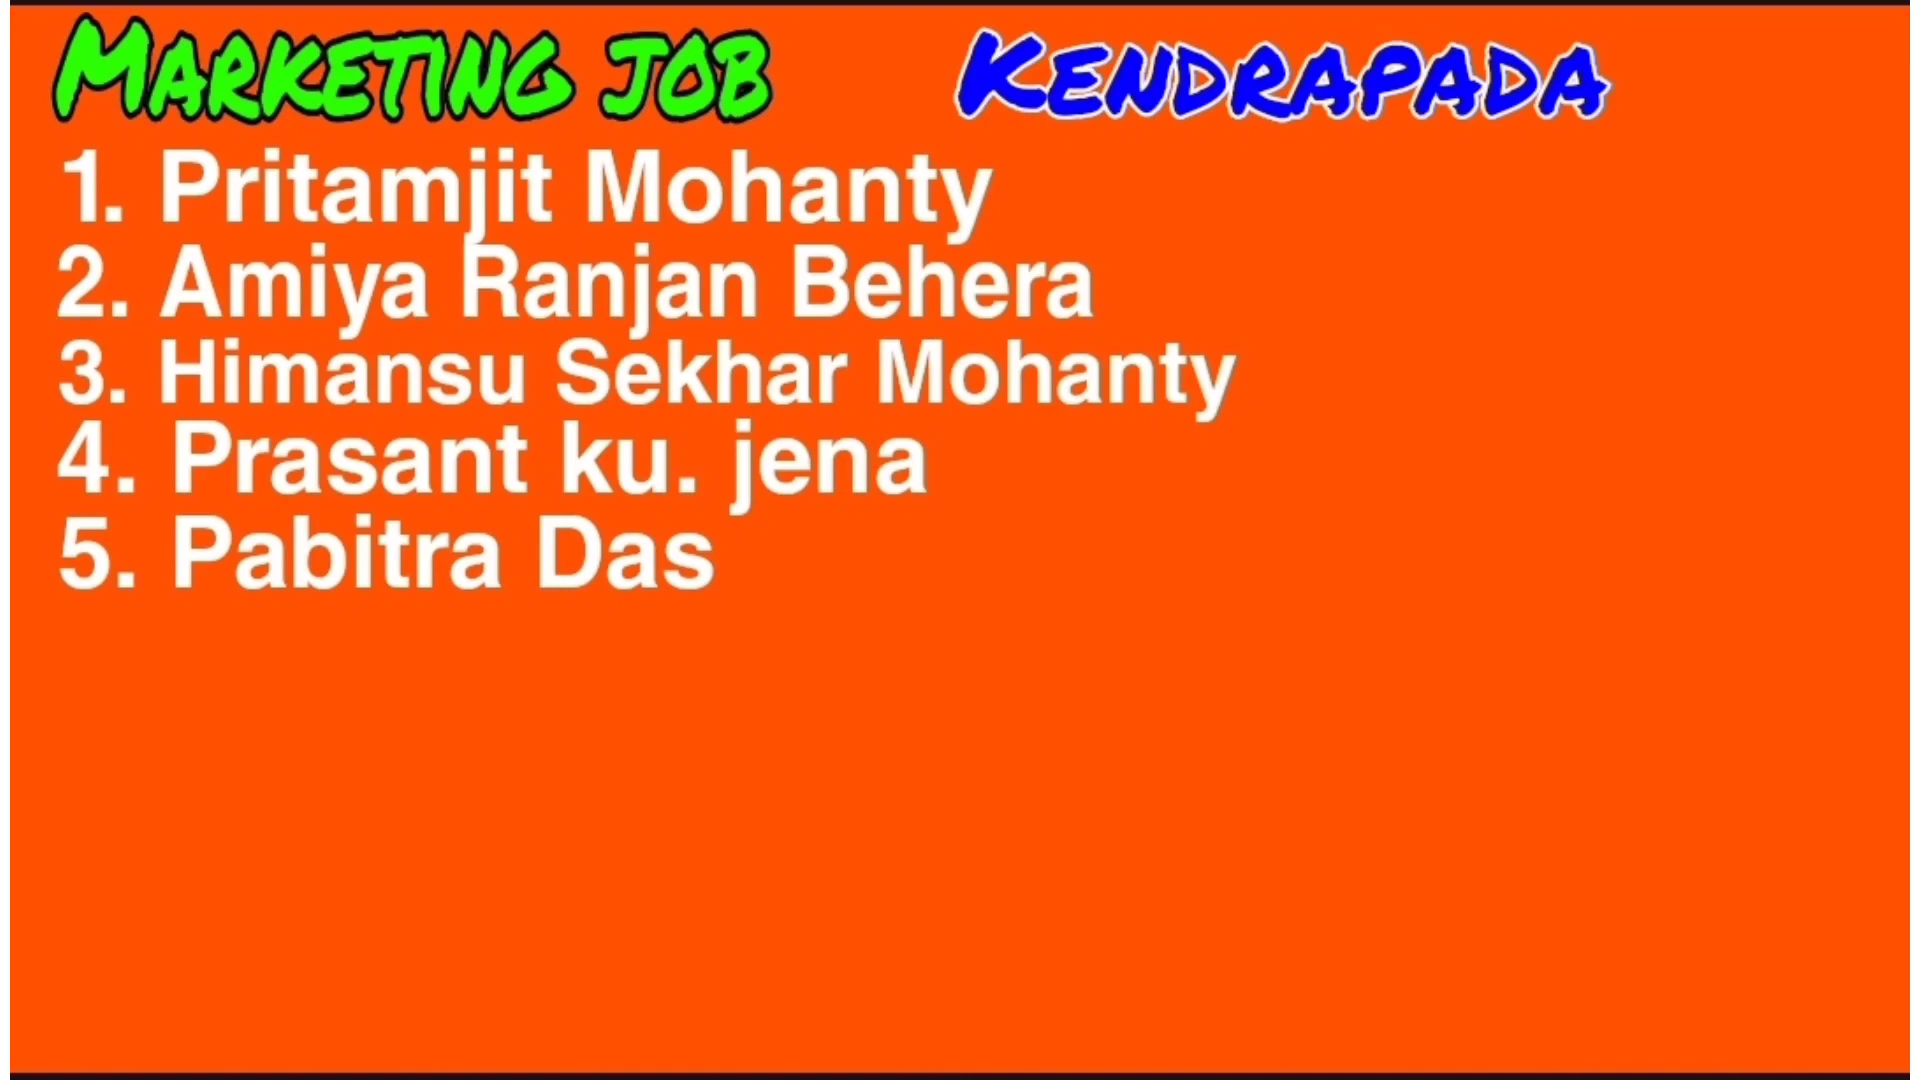 MARKETING JOB KENDRAPADA
1. Pritamjit Mohanty
2. Amiya Ranjan Behera
3. Himansu Sekhar Mohanty
4. Prasant ku. jena
5. Pabitra Das